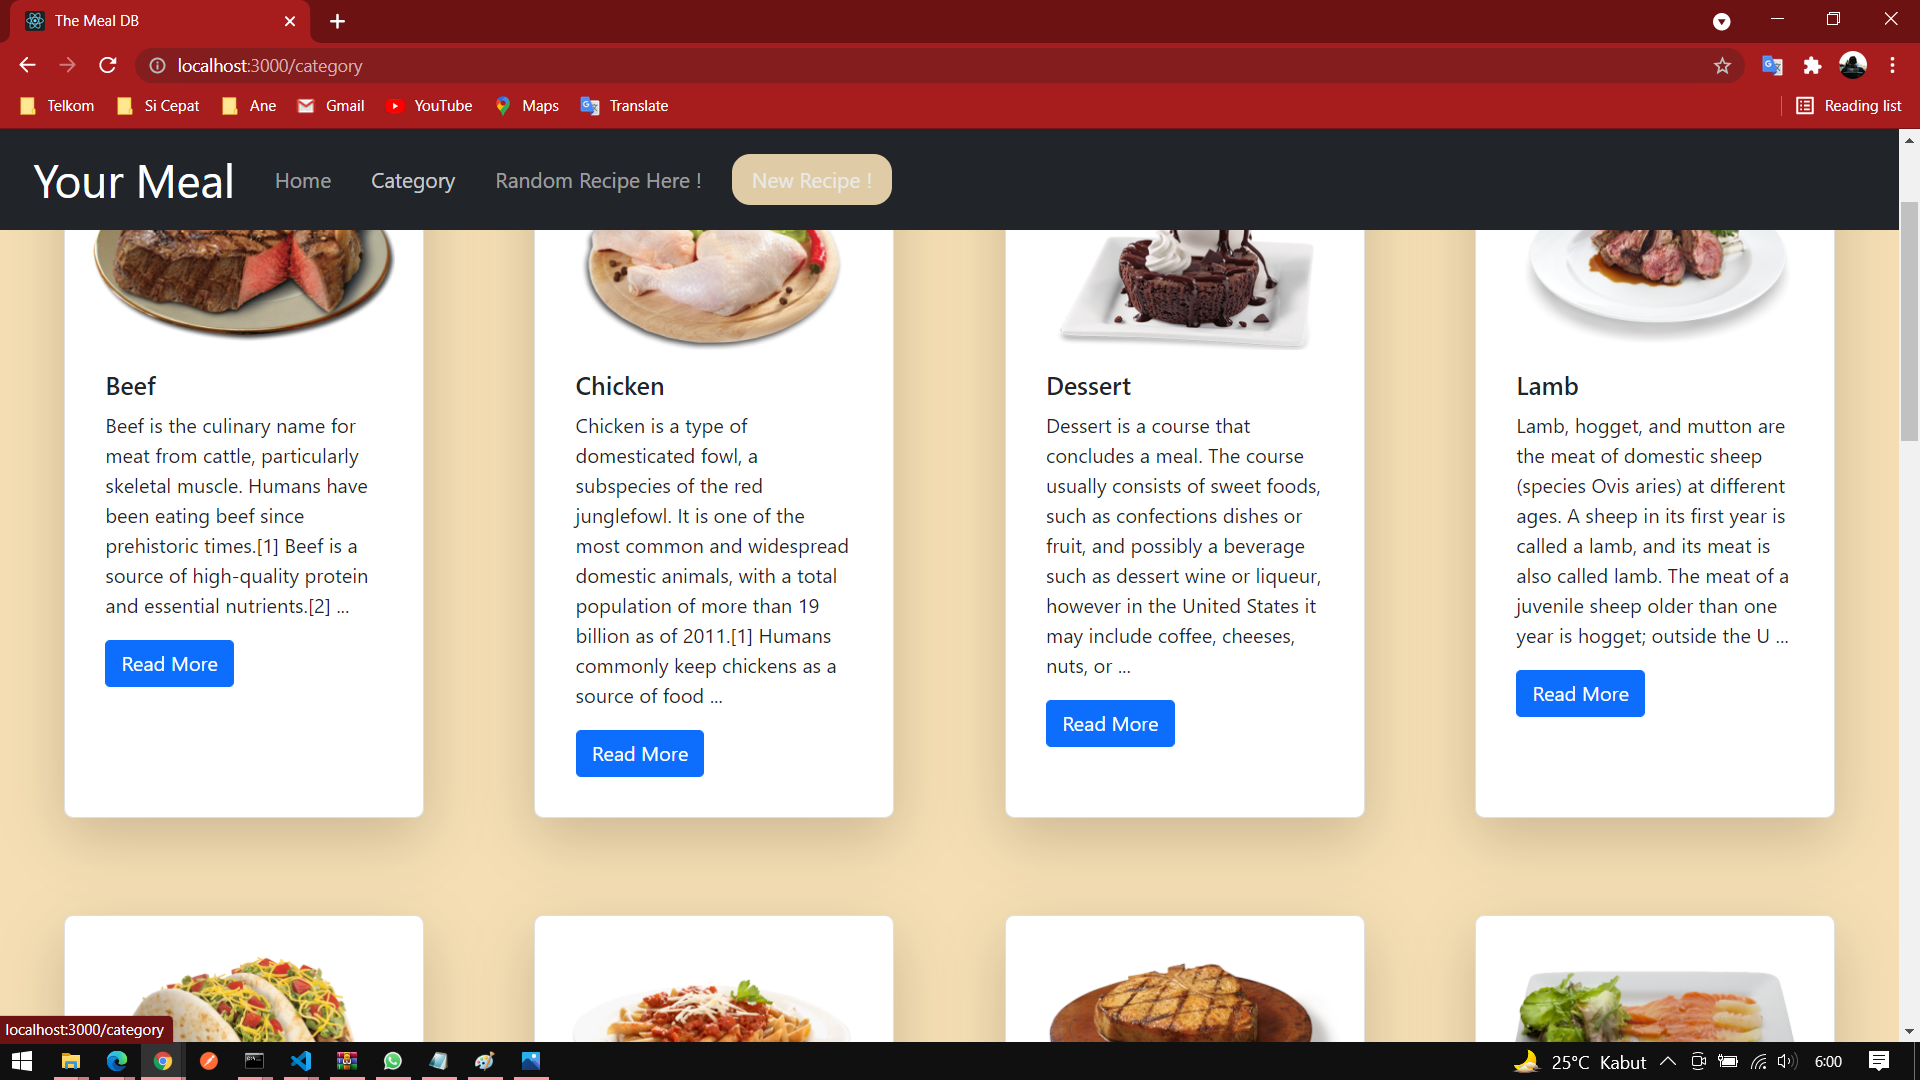 The Meal DB
localhost:3000/category
Telkom
Si Cepat
Ane
Gmail
YouTube
Maps
Translate
Reading list
Your Meal
Home
Category
Random Recipe Here !
New Recipe !
Beef
Beef is the culinary name for
meat from cattle, particularly
skeletal muscle. Humans have
been eating beef since
prehistoric times.[1] Beef is a
source of high-quality protein
and essential nutrients.[2] ...
Read More
Chicken
Chicken is a type of
domesticated fowl, a
subspecies of the red
junglefowl. It is one of the
most common and widespread
domestic animals, with a total
population of more than 19
billion as of 2011.[1] Humans
commonly keep chickens as a
source of food ...
Read More
Dessert
Dessert is a course that
concludes a meal. The course
usually consists of sweet foods,
such as confections dishes or
fruit, and possibly a beverage
such as dessert wine or liqueur,
however in the United States it
may include coffee, cheeses,
nuts, or ...
Read More
Lamb
Lamb, hogget, and mutton are
the meat of domestic sheep
(species Ovis aries) at different
ages. A sheep in its first year is
called a lamb, and its meat is
also called lamb. The meat of a
juvenile sheep older than one
year is hogget; outside the U ...
Read More
localhost:3000/category
25°C Kabut
6:00